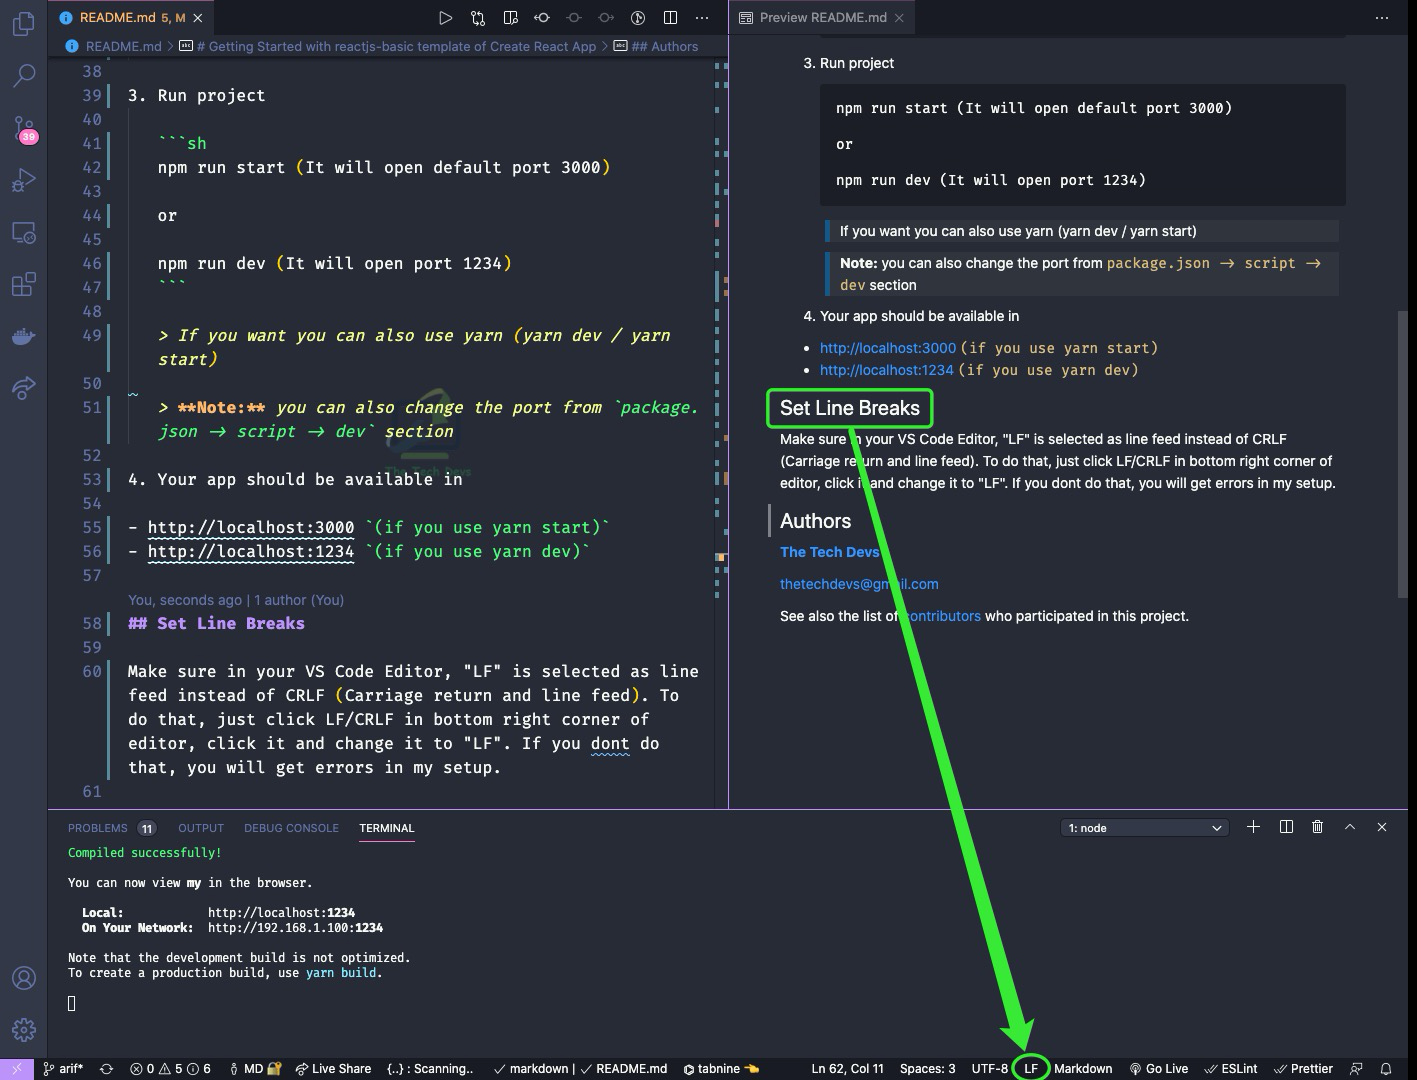 README.md 5, M
Preview README.md
README.md > # Getting Started with reactjs-basic template of Create React App > ## Authors
38
39 3. Run project
40
41 ```sh
42 npm run start (It will open default port 3000)
43
44 or
45
46 npm run dev (It will open port 1234)
47 ```
48
49 > If you want you can also use yarn (yarn dev / yarn
start)
50
51 > **Note:** you can also change the port from `package.
json → script → dev` section
52
53 4. Your app should be available in
54
55 - http://localhost:3000 `(if you use yarn start)`
56 - http://localhost:1234 `(if you use yarn dev)`
57
You, seconds ago | 1 author (You)
58 ## Set Line Breaks
59
60 Make sure in your VS Code Editor, "LF" is selected as line
feed instead of CRLF (Carriage return and line feed). To
do that, just click LF/CRLF in bottom right corner of
editor, click it and change it to "LF". If you dont do
that, you will get errors in my setup.
61
The Tech Devs
39
3. Run project
npm run start (It will open default port 3000)
or
npm run dev (It will open port 1234)
If you want you can also use yarn (yarn dev / yarn start)
Note: you can also change the port from package.json → script →
dev section
4. Your app should be available in
• http://localhost:3000 (if you use yarn start)
• http://localhost:1234 (if you use yarn dev)
Set Line Breaks
Make sure in your VS Code Editor, "LF" is selected as line feed instead of CRLF
(Carriage return and line feed). To do that, just click LF/CRLF in bottom right corner of
editor, click it and change it to "LF". If you dont do that, you will get errors in my setup.
Authors
The Tech Devs
thetechdevs@gmail.com
See also the list of contributors who participated in this project.
PROBLEMS 11 OUTPUT DEBUG CONSOLE TERMINAL 1: node
Compiled successfully!
You can now view my in the browser.
Local: http://localhost:1234
On Your Network: http://192.168.1.100:1234
Note that the development build is not optimized.
To create a production build, use yarn build.
arif* 0 5 6 MD Live Share {..} : Scanning.. markdown | README.md tabnine Ln 62, Col 11 Spaces: 3 UTF-8 LF Markdown Go Live ESLint Prettier